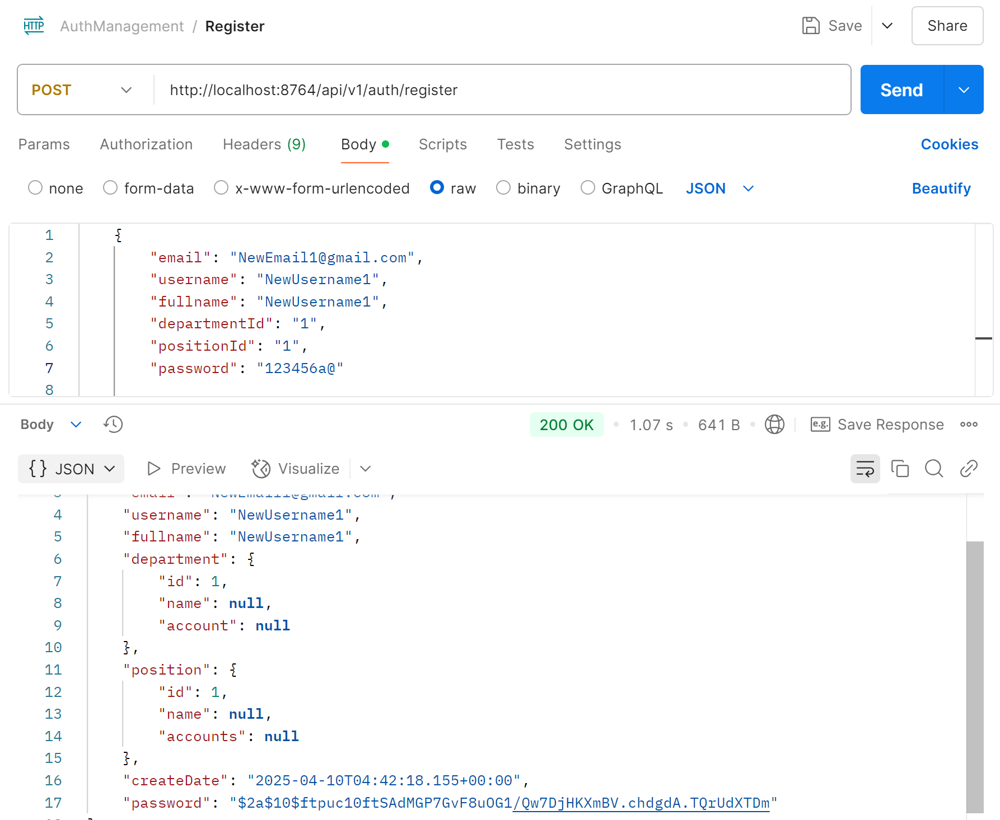 HTTP AuthManagement / Register Save Share
POST http://localhost:8764/api/v1/auth/register Send
Params Authorization Headers (9) Body Scripts Tests Settings Cookies
none form-data x-www-form-urlencoded raw binary GraphQL JSON Beautify
1 {
2 "email": "NewEmail1@gmail.com",
3 "username": "NewUsername1",
4 "fullname": "NewUsername1",
5 "departmentId": "1",
6 "positionId": "1",
7 "password": "123456a@"
8
Body 200 OK 1.07 s 641 B e.g. Save Response
{} JSON Preview Visualize
3 "email": "NewEmail1@gmail.com",
4 "username": "NewUsername1",
5 "fullname": "NewUsername1",
6 "department": {
7 "id": 1,
8 "name": null,
9 "account": null
10 },
11 "position": {
12 "id": 1,
13 "name": null,
14 "accounts": null
15 },
16 "createDate": "2025-04-10T04:42:18.155+00:00",
17 "password": "$2a$10$ftpuc10ftSAdMGP7GvF8uOG1/Qw7DjHKXmBV.chdgdA.TQrUdXTDm"